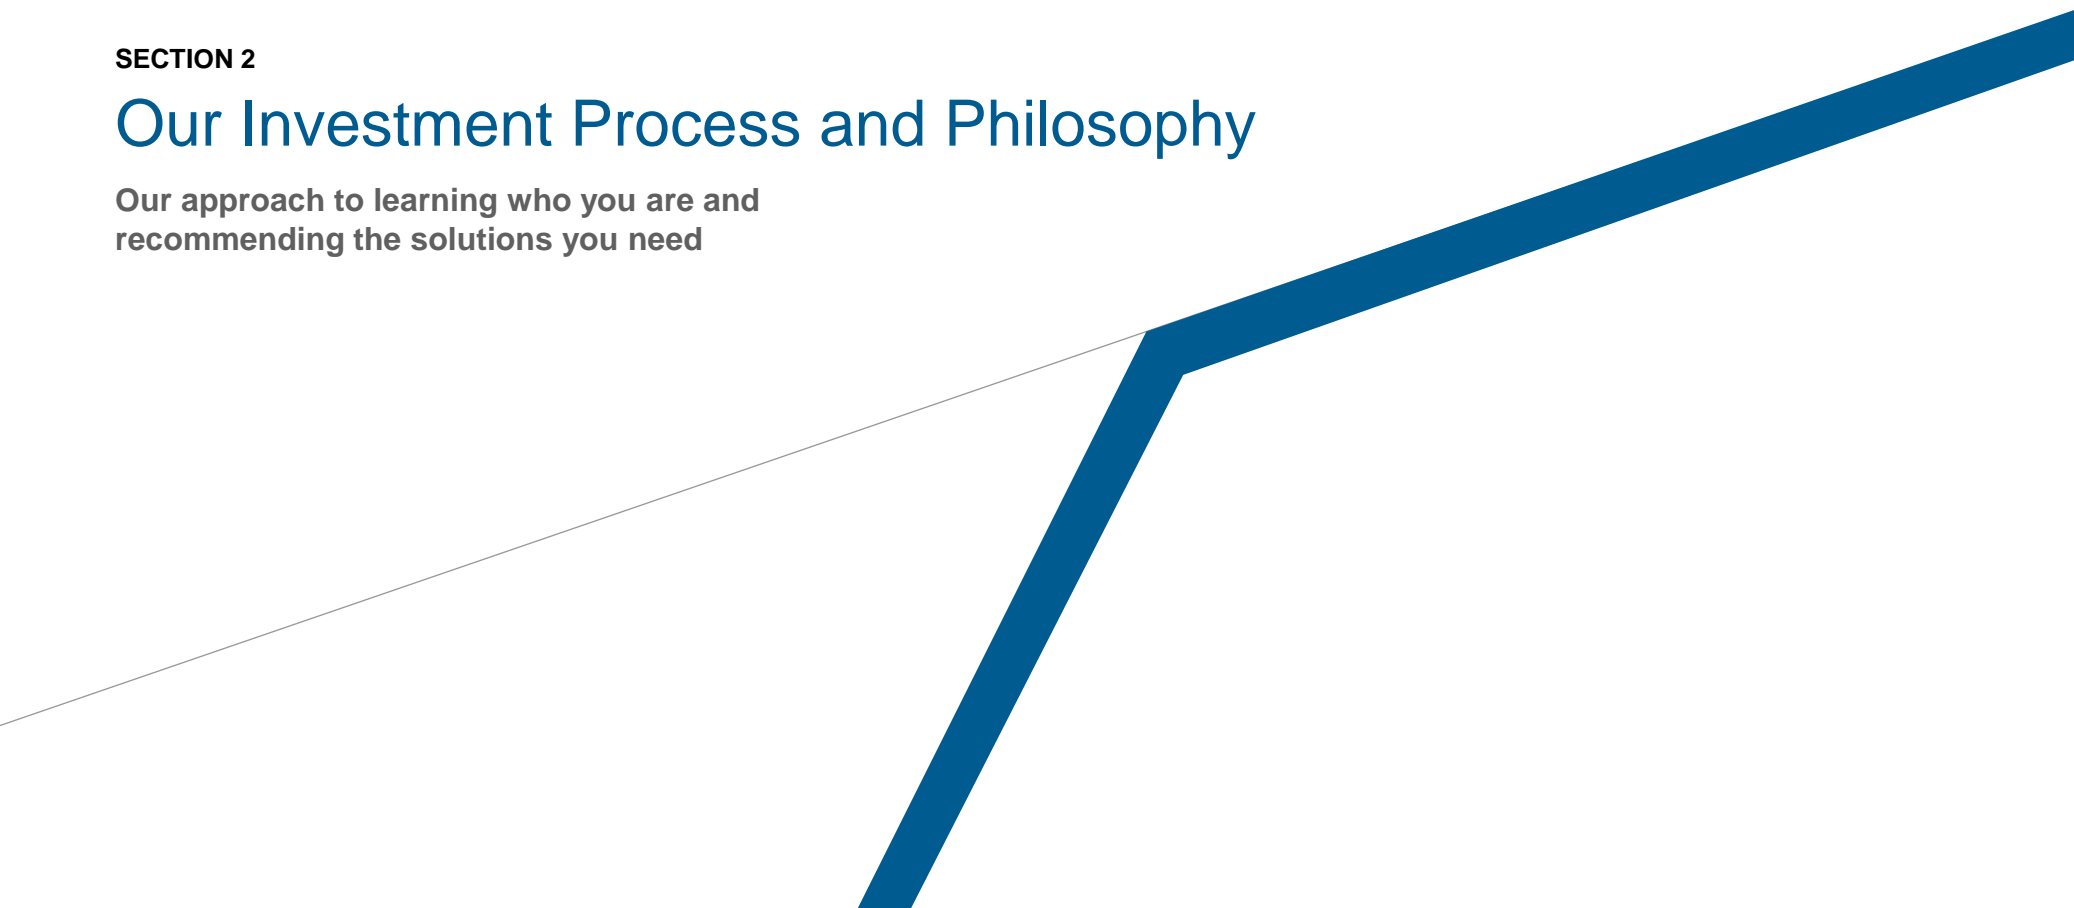 SECTION 2
Our Investment Process and Philosophy
Our approach to learning who you are and
recommending the solutions you need